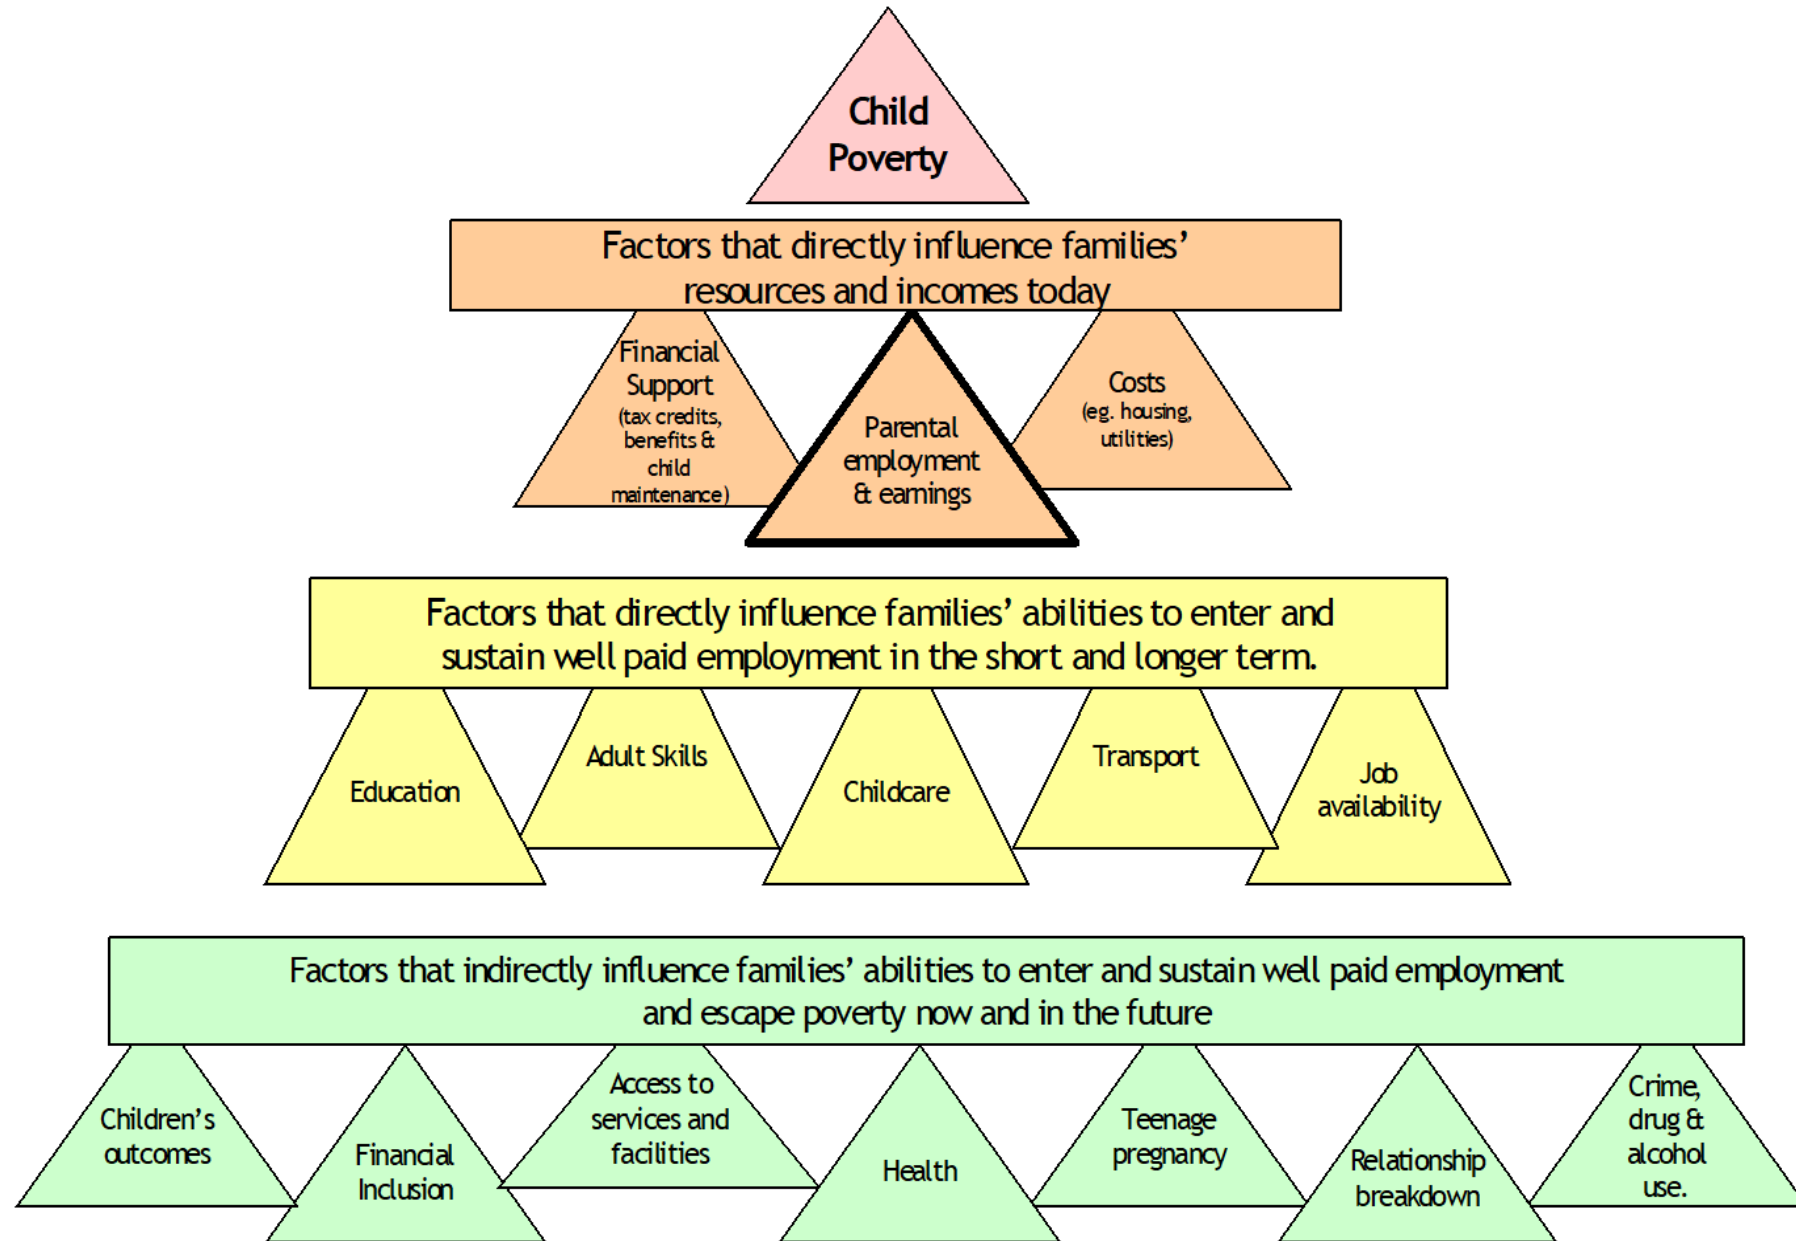 Child
Poverty
Factors that directly influence families’
resources and incomes today
Financial
Support
(tax credits,
benefits &
child
maintenance)
Parental
employment
& earnings
Costs
(eg. housing,
utilities)
Factors that directly influence families’ abilities to enter and
sustain well paid employment in the short and longer term.
Education
Adult Skills
Childcare
Transport
Job
availability
Factors that indirectly influence families’ abilities to enter and sustain well paid employment
and escape poverty now and in the future
Children’s
outcomes
Financial
Inclusion
Access to
services and
facilities
Health
Teenage
pregnancy
Relationship
breakdown
Crime,
drug &
alcohol
use.